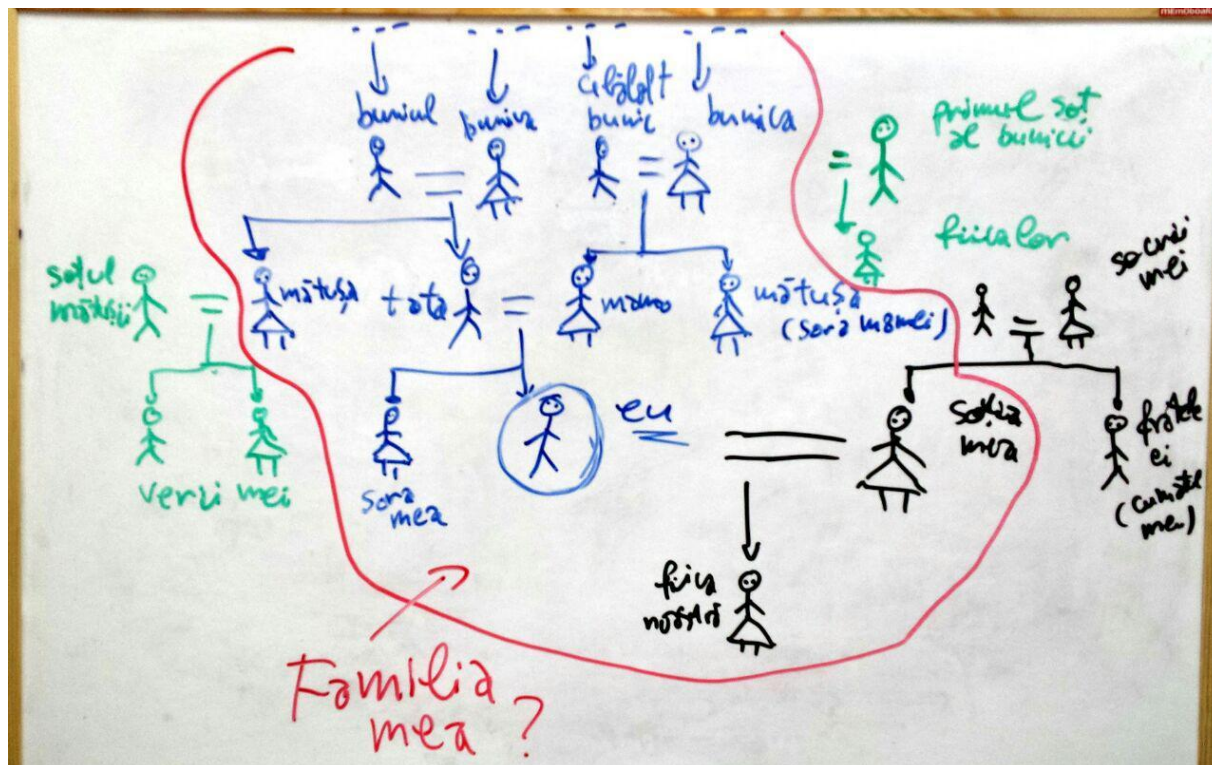 bunicul
bunica
celălalt
bunic
bunica
primul soț
al bunicii
fiica lor
socrii
mei
soțul
mătușii
mătușa
tata
mama
mătușa
(sora mamei)
verii mei
sora
mea
eu
soția
mea
fratele
ei
(cumnatul
meu)
fiica
noastră
Familia
mea?